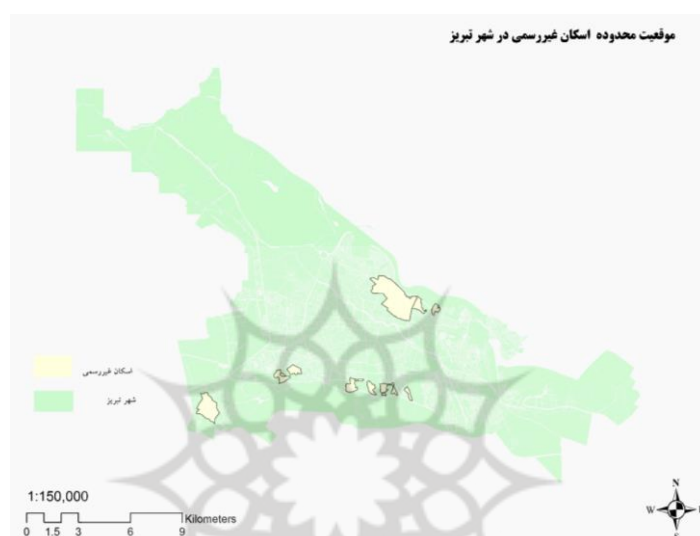 موقعیت محدوده اسکان غیررسمی در شهر تبریز
اسکان غیررسمی
شهر تبریز
1:150,000
Kilometers
0 1.5 3 6 9
N
W
S